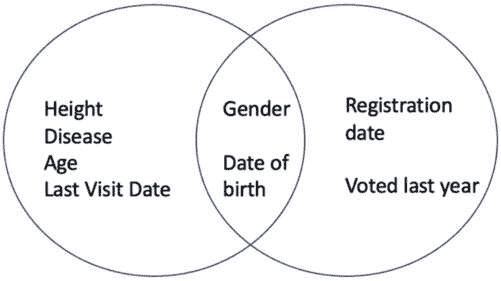 Height
Disease
Age
Last Visit Date
Gender
Date of
birth
Registration
date
Voted last year